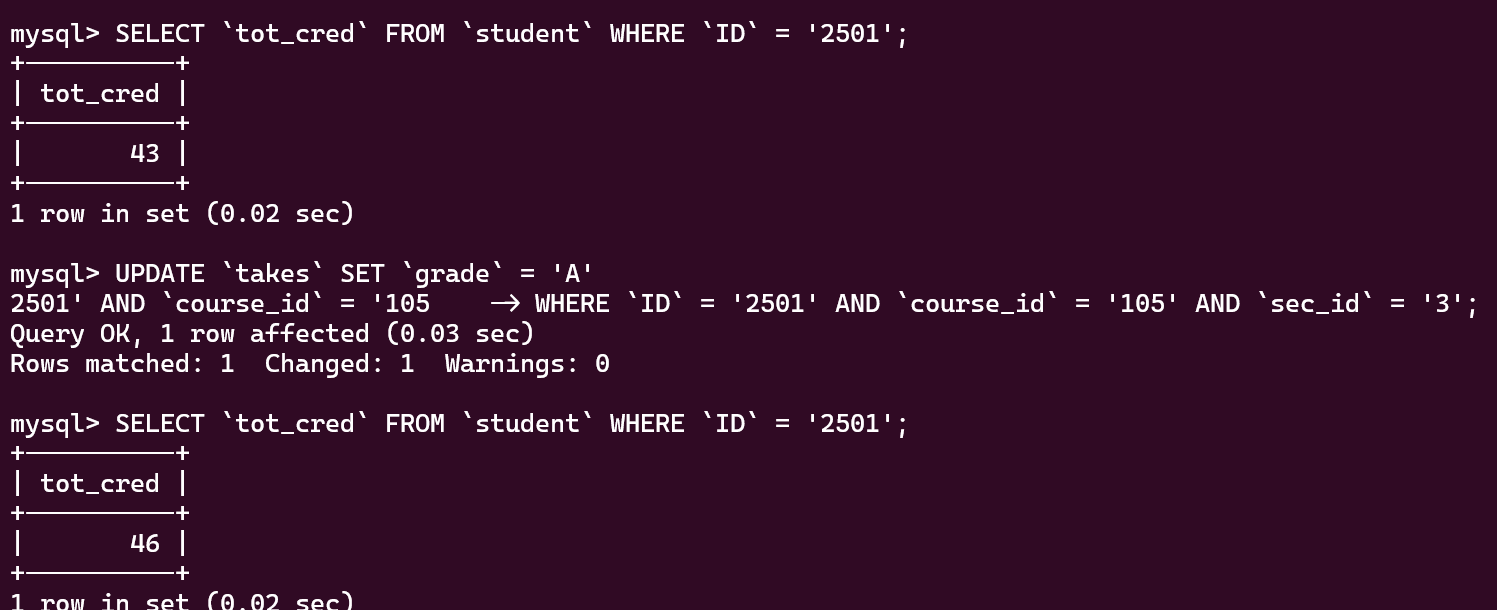 mysql> SELECT `tot_cred` FROM `student` WHERE `ID` = '2501';
+----------+
| tot_cred |
+----------+
|       43 |
+----------+
1 row in set (0.02 sec)

mysql> UPDATE `takes` SET `grade` = 'A'
2501' AND `course_id` = '105    -> WHERE `ID` = '2501' AND `course_id` = '105' AND `sec_id` = '3';
Query OK, 1 row affected (0.03 sec)
Rows matched: 1  Changed: 1  Warnings: 0

mysql> SELECT `tot_cred` FROM `student` WHERE `ID` = '2501';
+----------+
| tot_cred |
+----------+
|       46 |
+----------+
1 row in set (0.02 sec)